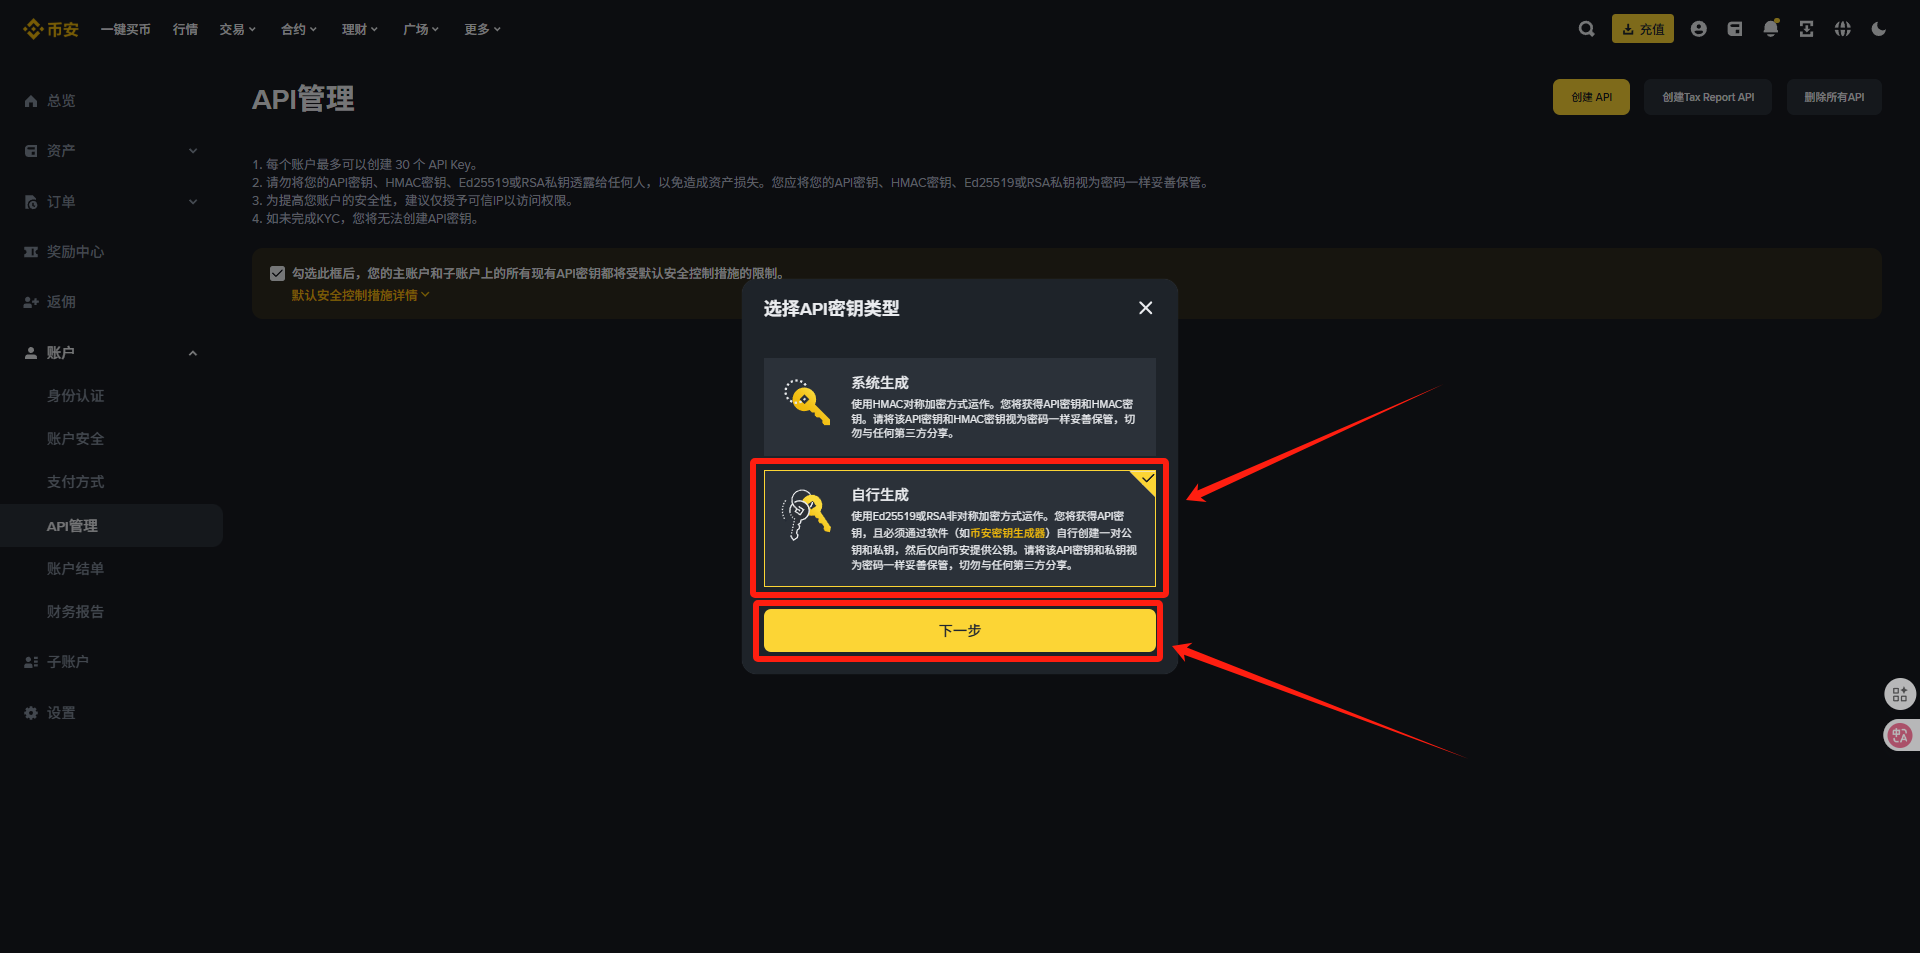 币安
一键买币
行情
交易
合约
理财
广场
更多
充值
总览
资产
订单
奖励中心
返佣
账户
身份认证
账户安全
支付方式
API管理
账户结单
财务报告
子账户
设置
API管理
创建 API
创建Tax Report API
删除所有API
1. 每个账户最多可以创建 30 个 API Key。
2. 请勿将您的API密钥、HMAC密钥、Ed25519或RSA私钥透露给任何人，以免造成资产损失。您应将您的API密钥、HMAC密钥、Ed25519或RSA私钥视为密码一样妥善保管。
3. 为提高您账户的安全性，建议仅授予可信IP以访问权限。
4. 如未完成KYC，您将无法创建API密钥。
勾选此框后，您的主账户和子账户上的所有现有API密钥都将受默认安全控制措施的限制。
默认安全控制措施详情
选择API密钥类型
系统生成
使用HMAC对称加密方式运作。您将获得API密钥和HMAC密
钥。请将该API密钥和HMAC密钥视为密码一样妥善保管，切
勿与任何第三方分享。
自行生成
使用Ed25519或RSA非对称加密方式运作。您将获得API密
钥，且必须通过软件（如币安密钥生成器）自行创建一对公
钥和私钥，然后仅向币安提供公钥。请将该API密钥和私钥视
为密码一样妥善保管，切勿与任何第三方分享。
下一步
中A